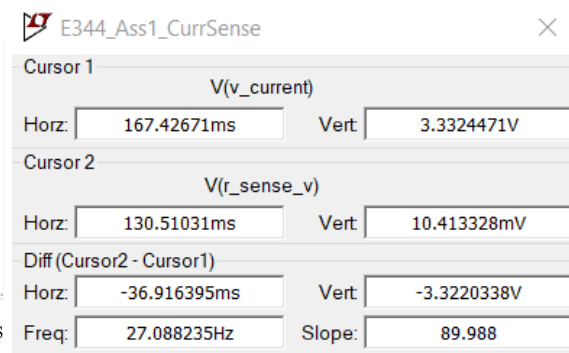 E344_Ass1_CurrSense
Cursor 1
V(v_current)
Horz: 167.42671ms Vert: 3.3324471V
Cursor 2
V(r_sense_v)
Horz: 130.51031ms Vert: 10.413328mV
Diff (Cursor2 - Cursor1)
Horz: -36.916395ms Vert: -3.3220338V
s Freq: 27.088235Hz Slope: 89.988